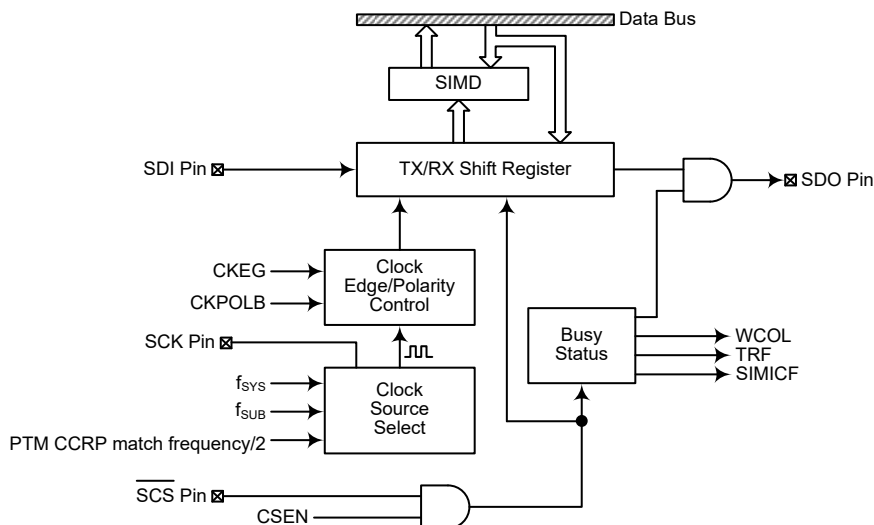 Data Bus
SIMD
SDI Pin
TX/RX Shift Register
SDO Pin
CKEG
CKPOLB
Clock
Edge/Polarity
Control
SCK Pin
Busy
Status
WCOL
TRF
SIMICF
fSYS
fSUB
PTM CCRP match frequency/2
Clock
Source
Select
SCS Pin
CSEN